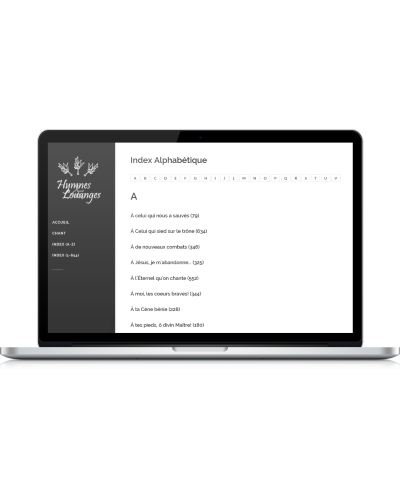 Hymnes
et
Louanges
ACCUEIL
CHANT
INDEX (A-Z)
INDEX (1-654)
Index Alphabétique
A B C D E F G H I J L M N O P Q R S T U V
A
À celui qui nous a sauvés (79)
À Celui qui sied sur le trône (634)
À de nouveaux combats (346)
À Jésus, je m'abandonne... (325)
À l'Éternel qu'on chante (552)
À moi, les coeurs braves! (344)
À ta Cène bénie (228)
À tes pieds, ô divin Maître! (180)